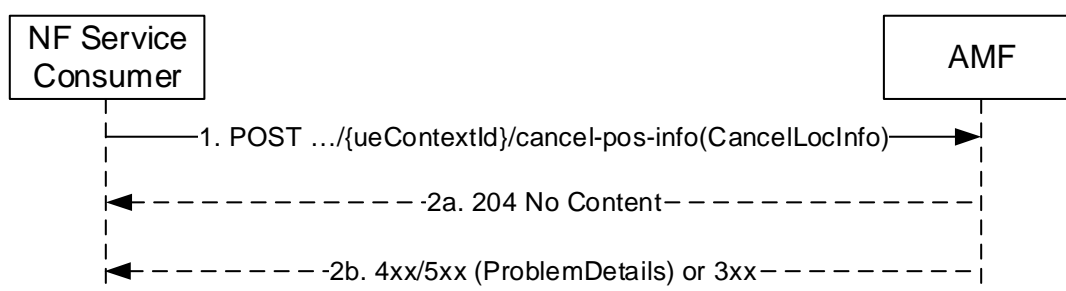 NF Service
Consumer
AMF
1. POST …/{ueContextId}/cancel-pos-info(CancelLocInfo)
2a. 204 No Content
2b. 4xx/5xx (ProblemDetails) or 3xx